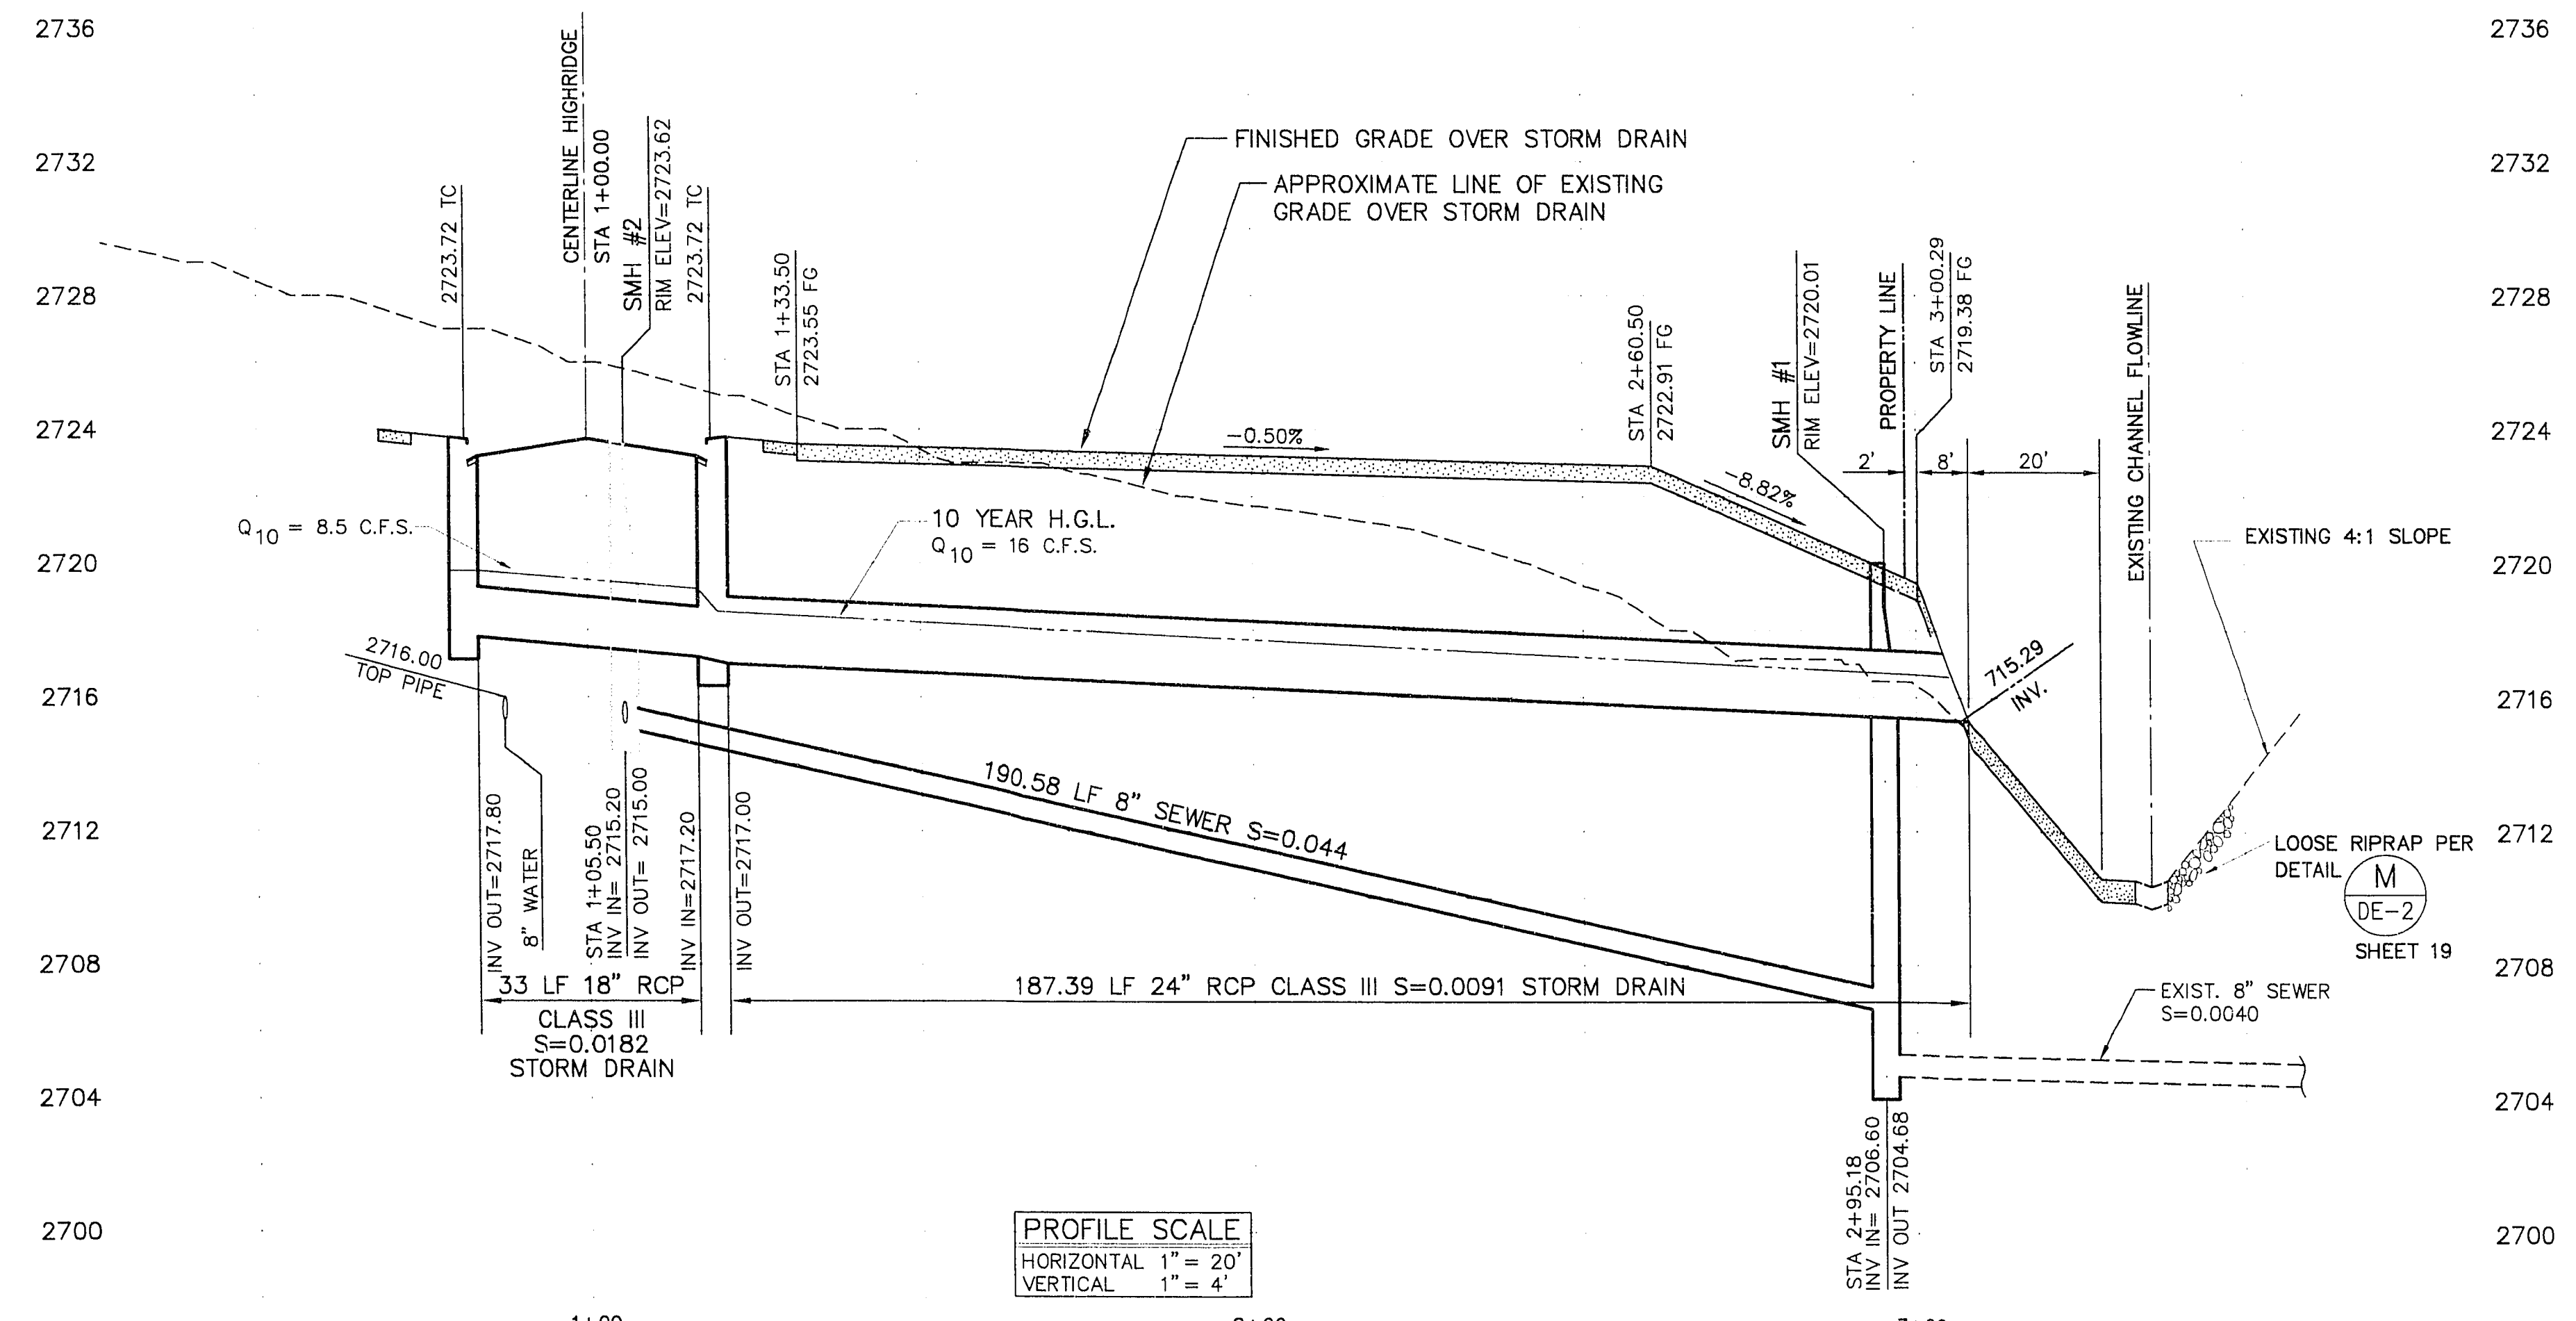 2736
2736
2732
2732
2728
2728
2724
2724
2720
2720
2716
2716
2712
2712
2708
2708
2704
2704
2700
2700
2723.72 TC
CENTERLINE HIGHRIDGE
STA 1+00.00
SMH #2
RIM ELEV=2723.62
2723.72 TC
STA 1+33.50
2723.55 FG
FINISHED GRADE OVER STORM DRAIN
APPROXIMATE LINE OF EXISTING
GRADE OVER STORM DRAIN
-0.50%
STA 2+60.50
2722.91 FG
-8.82%
SMH #1
RIM ELEV=2720.01
PROPERTY LINE
STA 3+00.29
2719.38 FG
2'
8'
20'
EXISTING CHANNEL FLOWLINE
EXISTING 4:1 SLOPE
Q10 = 8.5 C.F.S.
10 YEAR H.G.L.
Q10 = 16 C.F.S.
2716.00
TOP PIPE
715.29
INV.
190.58 LF 8" SEWER S=0.044
INV OUT=2717.80
8" WATER
STA 1+05.50
INV IN= 2715.20
INV OUT= 2715.00
INV IN=2717.20
INV OUT=2717.00
33 LF 18" RCP
CLASS III
S=0.0182
STORM DRAIN
187.39 LF 24" RCP CLASS III S=0.0091 STORM DRAIN
LOOSE RIPRAP PER
DETAIL
M
DE-2
SHEET 19
EXIST. 8" SEWER
S=0.0040
STA 2+95.18
INV IN= 2706.60
INV OUT 2704.68
PROFILE SCALE
HORIZONTAL 1" = 20'
VERTICAL 1" = 4'
1+00